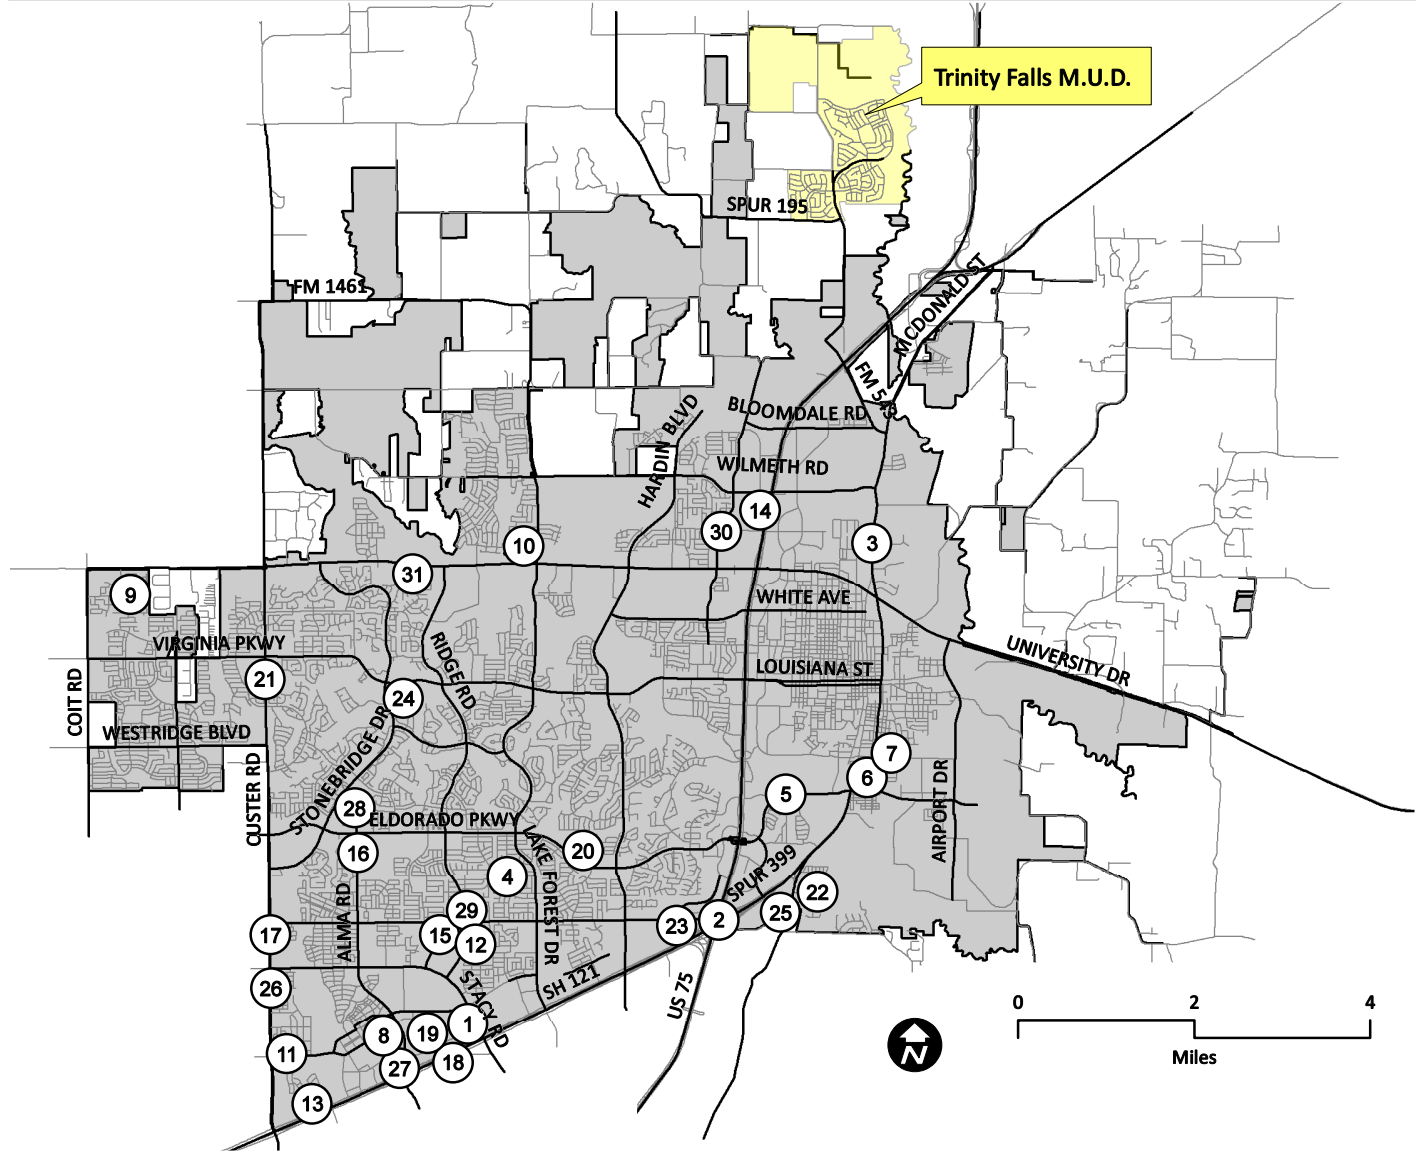 Trinity Falls M.U.D.
SPUR 195
FM 1461
MCDONALD ST
FM 543
HARDIN BLVD
BLOOMDALE RD
WILMETH RD
14
30
10
3
31
9
WHITE AVE
VIRGINIA PKWY
RIDGE RD
LOUISIANA ST
UNIVERSITY DR
COIT RD
21
24
WESTRIDGE BLVD
STONEBRIDGE DR
CUSTER RD
7
6
5
AIRPORT DR
28
ELDORADO PKWY
LAKE FOREST DR
20
16
4
SPUR 399
22
ALMA RD
29
25
23
2
17
15
12
26
STACY RD
SH 121
US 75
0
2
4
Miles
N
1
19
8
11
18
27
13